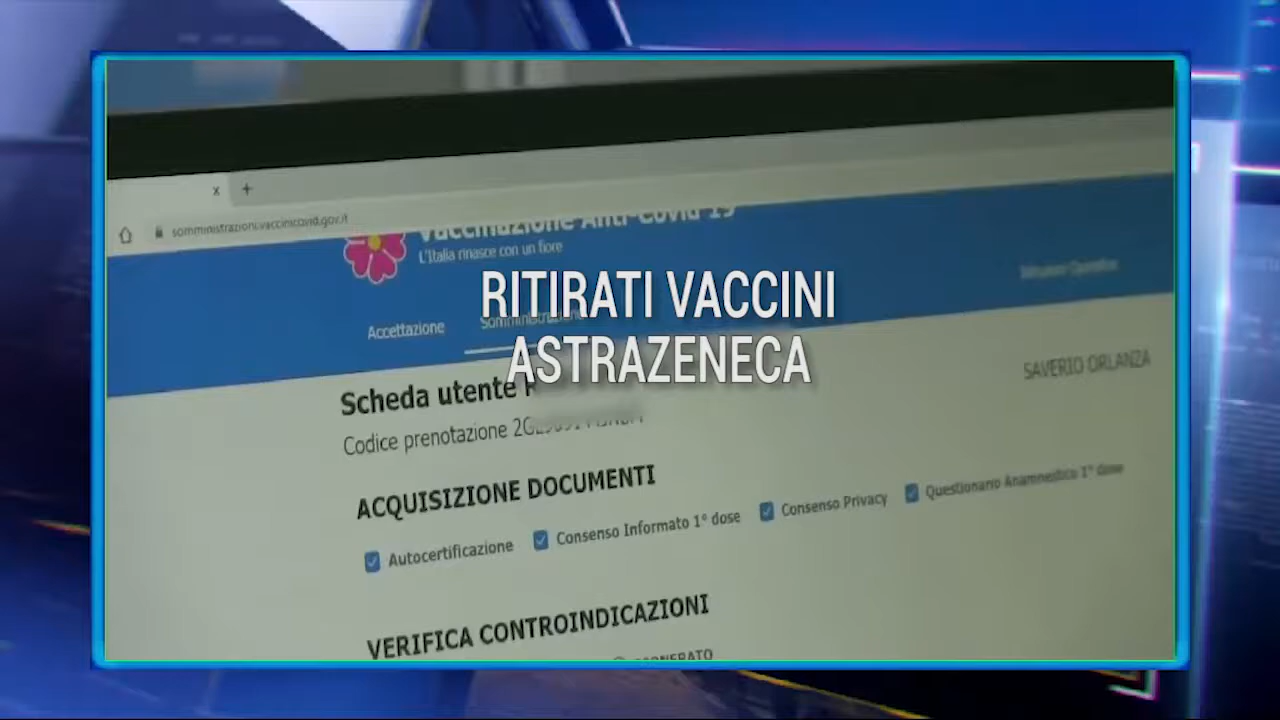 x +
somministrazioni.vaccinicovid.gov.it
Vaccinazione Anti-Covid 19
L'Italia rinasce con un fiore
RITIRATI VACCINI
ASTRAZENECA
Accettazione Somministrazione
SAVERIO ORLANZA
Scheda utente
Codice prenotazione
ACQUISIZIONE DOCUMENTI
Autocertificazione Consenso Informato 1° dose Consenso Privacy Questionario Anamnestico 1° dose
VERIFICA CONTROINDICAZIONI